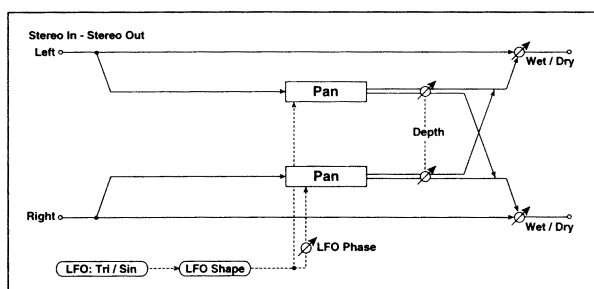 Stereo In - Stereo Out
Left
Wet / Dry
Pan
Depth
Pan
Right
Wet / Dry
LFO Phase
LFO: Tri / Sin
LFO Shape